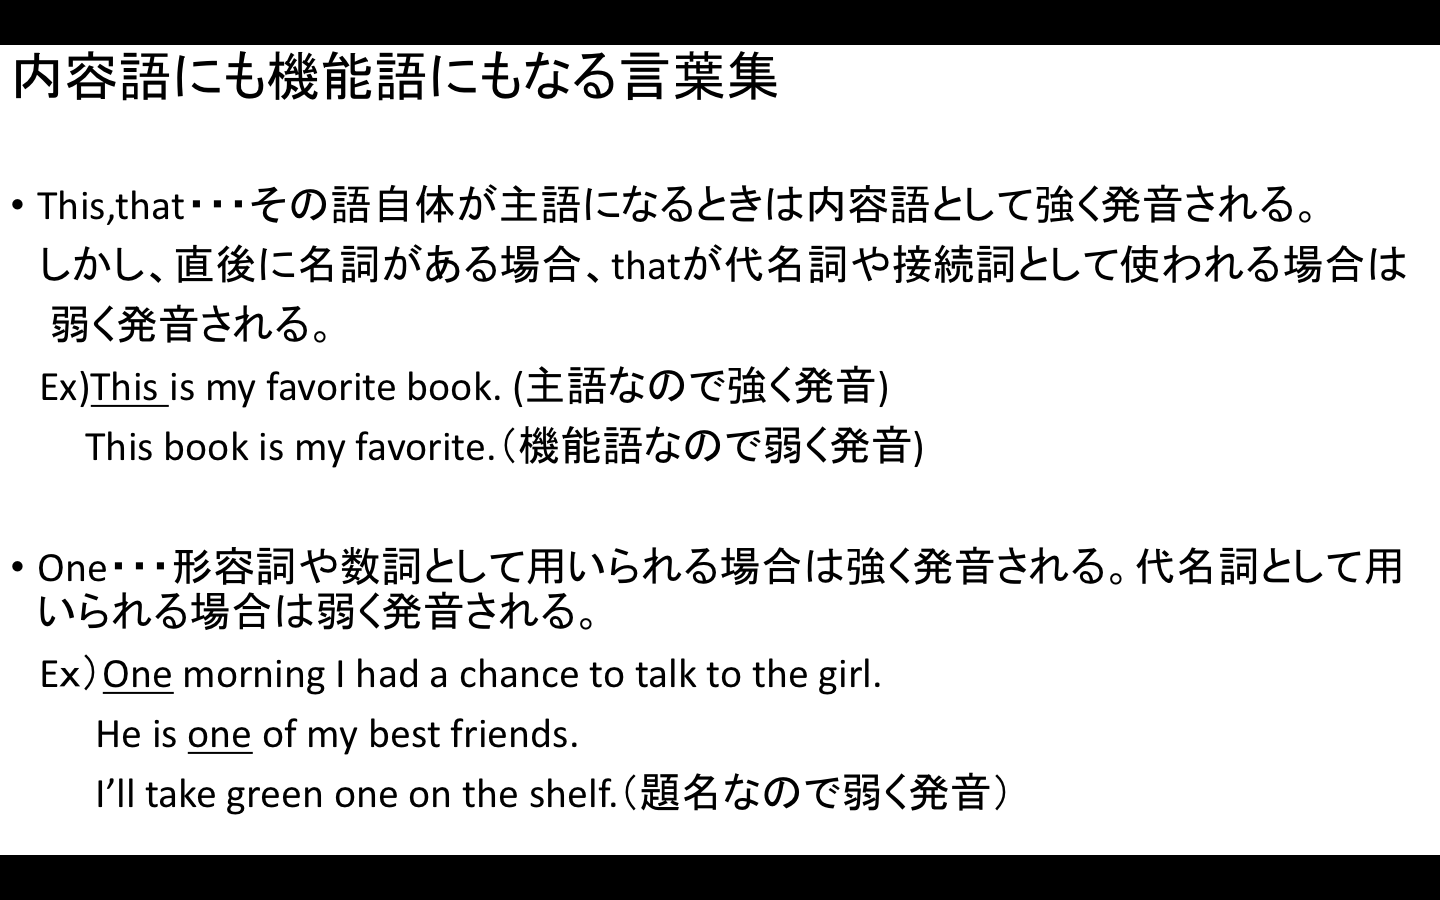 内容語にも機能語にもなる言葉集
• This,that・・・その語自体が主語になるときは内容語として強く発音される。
しかし、直後に名詞がある場合、thatが代名詞や接続詞として使われる場合は
弱く発音される。
Ex)This is my favorite book. (主語なので強く発音)
This book is my favorite.（機能語なので弱く発音)
• One・・・形容詞や数詞として用いられる場合は強く発音される。代名詞として用
いられる場合は弱く発音される。
Ex）One morning I had a chance to talk to the girl.
He is one of my best friends.
I’ll take green one on the shelf.（題名なので弱く発音）